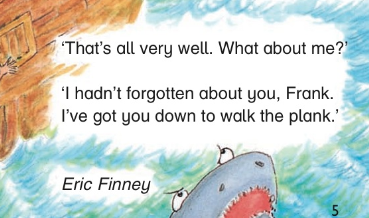 ‘That’s all very well. What about me?’
‘I hadn’t forgotten about you, Frank.
I’ve got you down to walk the plank.’
Eric Finney
5